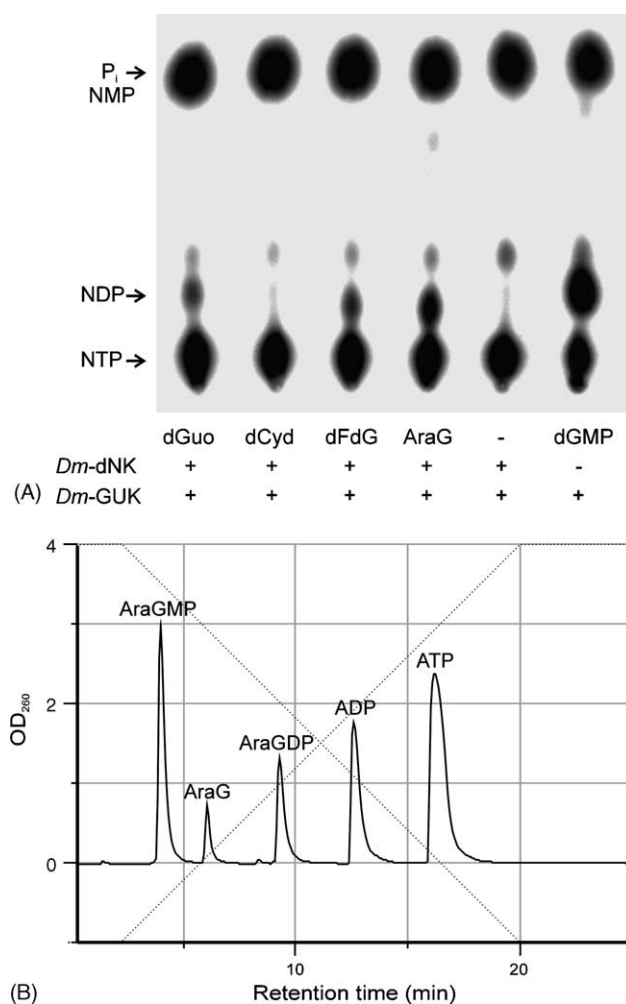 Pi →
NMP
NDP →
NTP →
dGuo dCyd dFdG AraG - dGMP
Dm-dNK + + + + + -
(A) Dm-GUK + + + + + +
4
AraGMP
ATP
ADP
AraGDP
2
OD260
AraG
0
10 20
(B) Retention time (min)